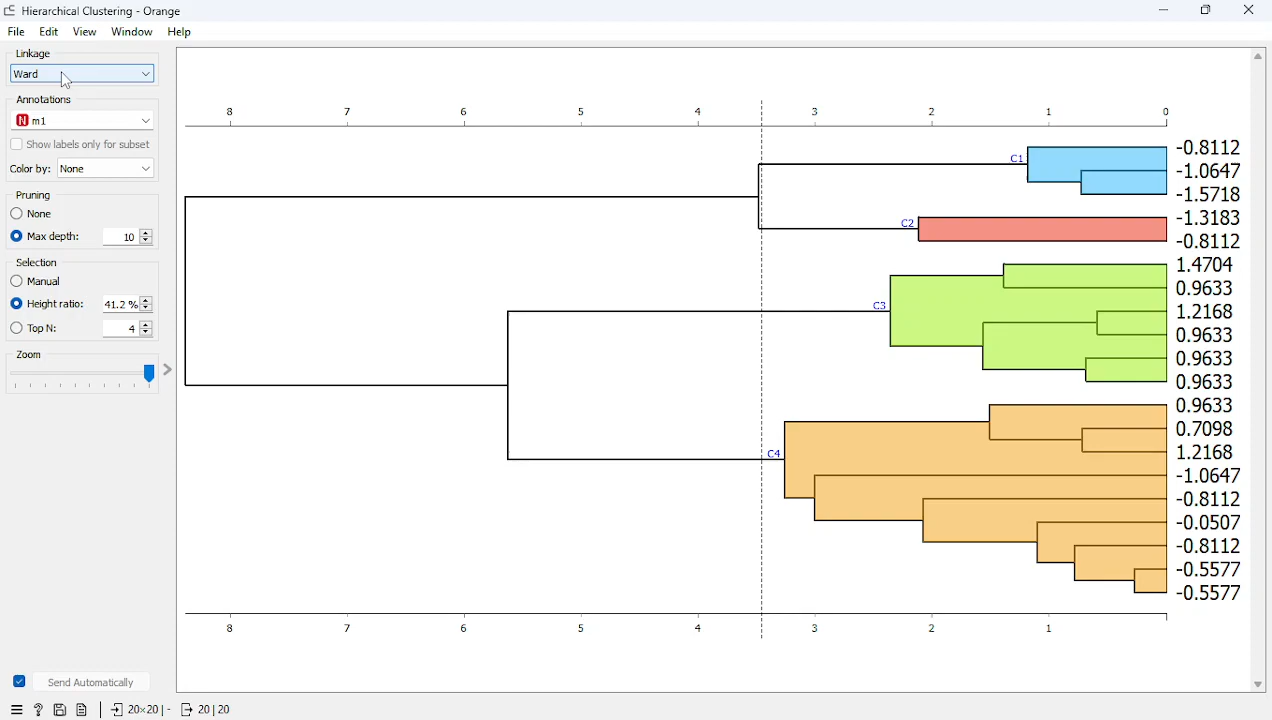 Hierarchical Clustering - Orange
File Edit View Window Help
Linkage
Ward
Annotations
N m1
Show labels only for subset
Color by: None
Pruning
None
Max depth: 10
Selection
Manual
Height ratio: 41.2 %
Top N: 4
Zoom
8 7 6 5 4 3 2 1 0
C1
C2
C3
C4
-0.8112
-1.0647
-1.5718
-1.3183
-0.8112
1.4704
0.9633
1.2168
0.9633
0.9633
0.9633
0.9633
0.7098
1.2168
-1.0647
-0.8112
-0.0507
-0.8112
-0.5577
-0.5577
8 7 6 5 4 3 2 1
Send Automatically
? 20×20 | - 20 | 20